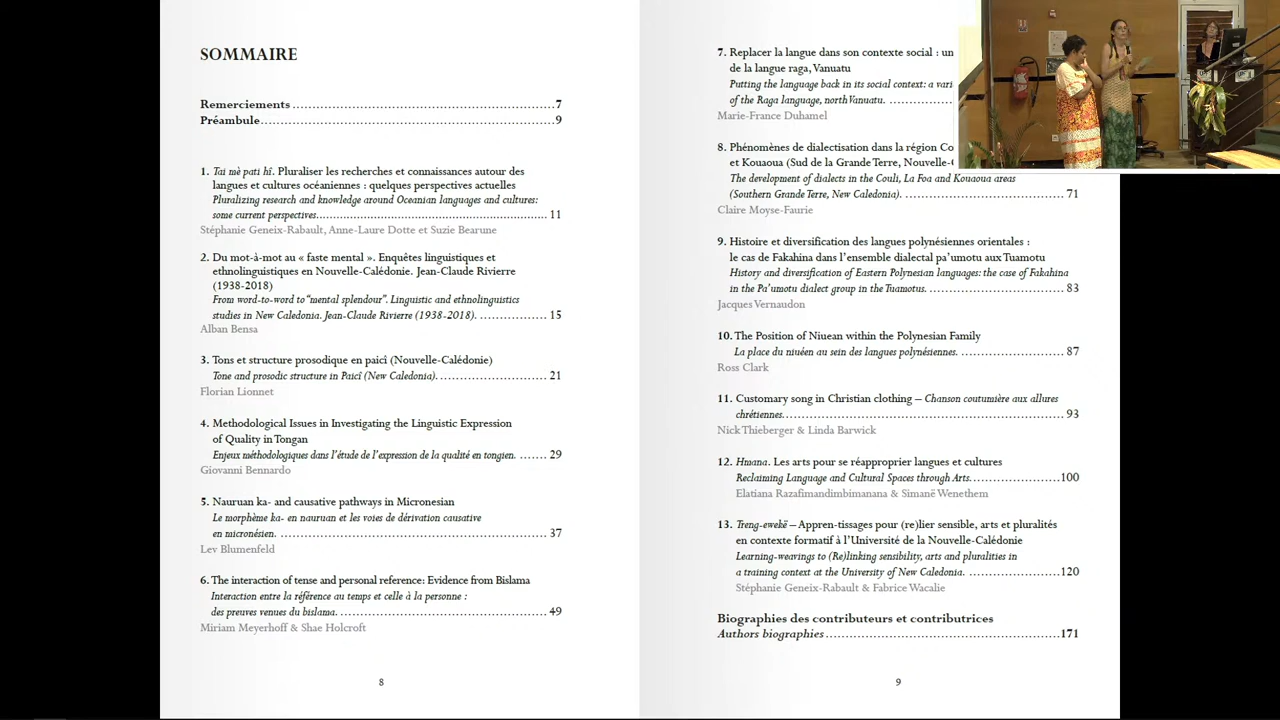 SOMMAIRE
Remerciements 7
Préambule 9
1. Tai mè pati hî. Pluraliser les recherches et connaissances autour des
langues et cultures océaniennes : quelques perspectives actuelles
Pluralizing research and knowledge around Oceanian languages and cultures:
some current perspectives. 11
Stéphanie Geneix-Rabault, Anne-Laure Dotte et Suzie Bearune
2. Du mot-à-mot au « faste mental ». Enquêtes linguistiques et
ethnolinguistiques en Nouvelle-Calédonie. Jean-Claude Rivierre
(1938-2018)
From word-to-word to "mental splendour". Linguistic and ethnolinguistic
studies in New Caledonia. Jean-Claude Rivierre (1938-2018). 15
Alban Bensa
3. Tons et structure prosodique en paicî (Nouvelle-Calédonie)
Tone and prosodic structure in Paicî (New Caledonia). 21
Florian Lionnet
4. Methodological Issues in Investigating the Linguistic Expression
of Quality in Tongan
Enjeux méthodologiques dans l'étude de l'expression de la qualité en tongien. 29
Giovanni Bennardo
5. Nauruan ka- and causative pathways in Micronesian
Le morphème ka- en nauruan et les voies de dérivation causative
en micronésien. 37
Lev Blumenfeld
6. The interaction of tense and personal reference: Evidence from Bislama
Interaction entre la référence au temps et celle à la personne :
des preuves venues du bislama. 49
Miriam Meyerhoff & Shae Holcroft
8
7. Replacer la langue dans son contexte social : un
de la langue raga, Vanuatu
Putting the language back in its social context: a vari
of the Raga language, north Vanuatu.
Marie-France Duhamel
8. Phénomènes de dialectisation dans la région Co
et Kouaoua (Sud de la Grande Terre, Nouvelle-C
The development of dialects in the Couli, La Foa and Kouaoua areas
(Southern Grande Terre, New Caledonia). 71
Claire Moyse-Faurie
9. Histoire et diversification des langues polynésiennes orientales :
le cas de Fakahina dans l'ensemble dialectal pa'umotu aux Tuamotu
History and diversification of Eastern Polynesian languages: the case of Fakahina
in the Pa'umotu dialect group in the Tuamotus. 83
Jacques Vernaudon
10. The Position of Niuean within the Polynesian Family
La place du niuéen au sein des langues polynésiennes. 87
Ross Clark
11. Customary song in Christian clothing – Chanson coutumière aux allures
chrétiennes. 93
Nick Thieberger & Linda Barwick
12. Hmana. Les arts pour se réapproprier langues et cultures
Reclaiming Language and Cultural Spaces through Arts. 100
Elatiana Razafimandimbimanana & Simanë Wenethem
13. Treng-ewekë – Appren-tissages pour (re)lier sensible, arts et pluralités
en contexte formatif à l'Université de la Nouvelle-Calédonie
Learning-weavings to (Re)linking sensibility, arts and pluralities in
a training context at the University of New Caledonia. 120
Stéphanie Geneix-Rabault & Fabrice Wacalie
Biographies des contributeurs et contributrices
Authors biographies 171
9